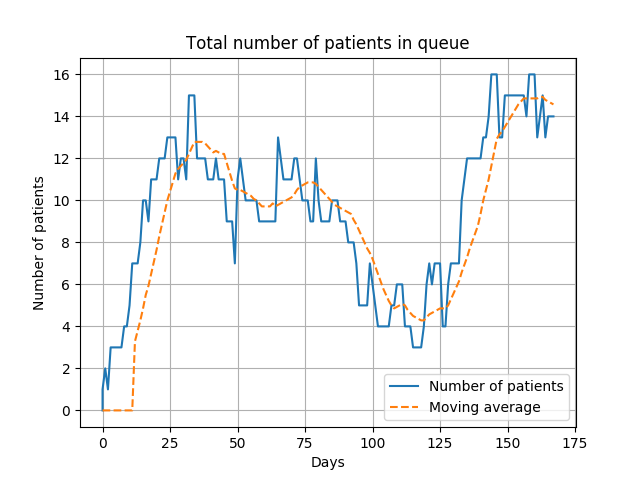 Total number of patients in queue
Number of patients
16
14
12
10
8
6
4
2
0
0 25 50 75 100 125 150 175
Days
Number of patients
Moving average